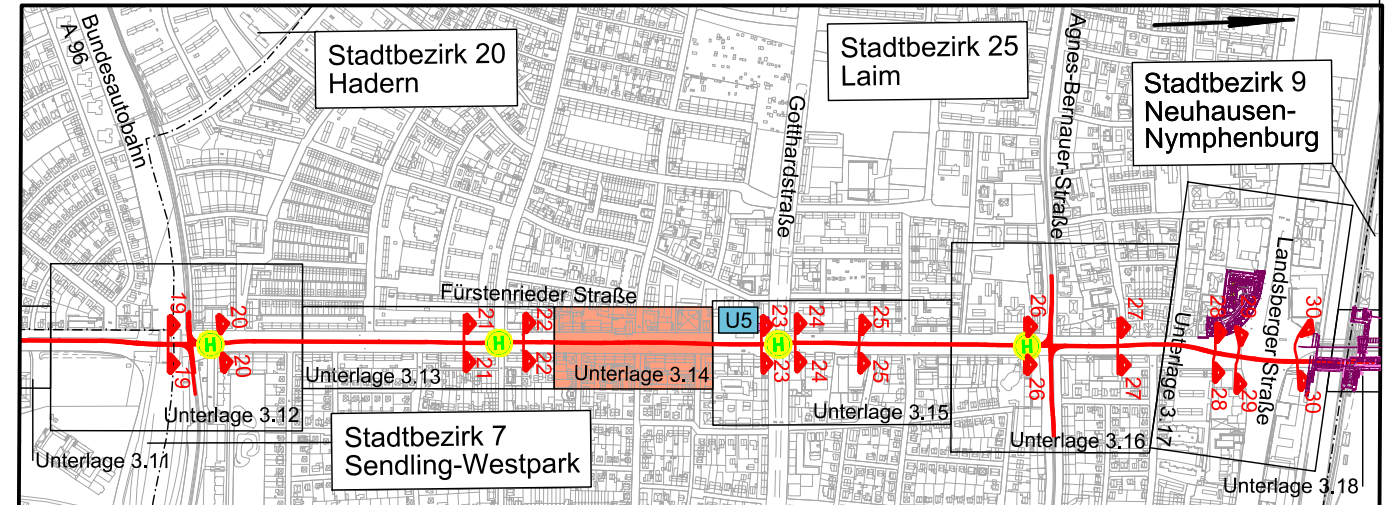 Bundesautobahn
A 96
Stadtbezirk 20
Hadern
Stadtbezirk 25
Laim
Agnes-Bernauer-Straße
Stadtbezirk 9
Neuhausen-
Nymphenburg
Gotthardstraße
Landsberger Straße
Fürstenrieder Straße
U5
19
20
21
22
23
24
25
26
27
28
29
30
H
H
H
H
19
20
21
22
23
24
25
26
27
28
29
30
Unterlage 3.11
Unterlage 3.12
Unterlage 3.13
Unterlage 3.14
Unterlage 3.15
Unterlage 3.16
Unterlage 3.17
Unterlage 3.18
Stadtbezirk 7
Sendling-Westpark